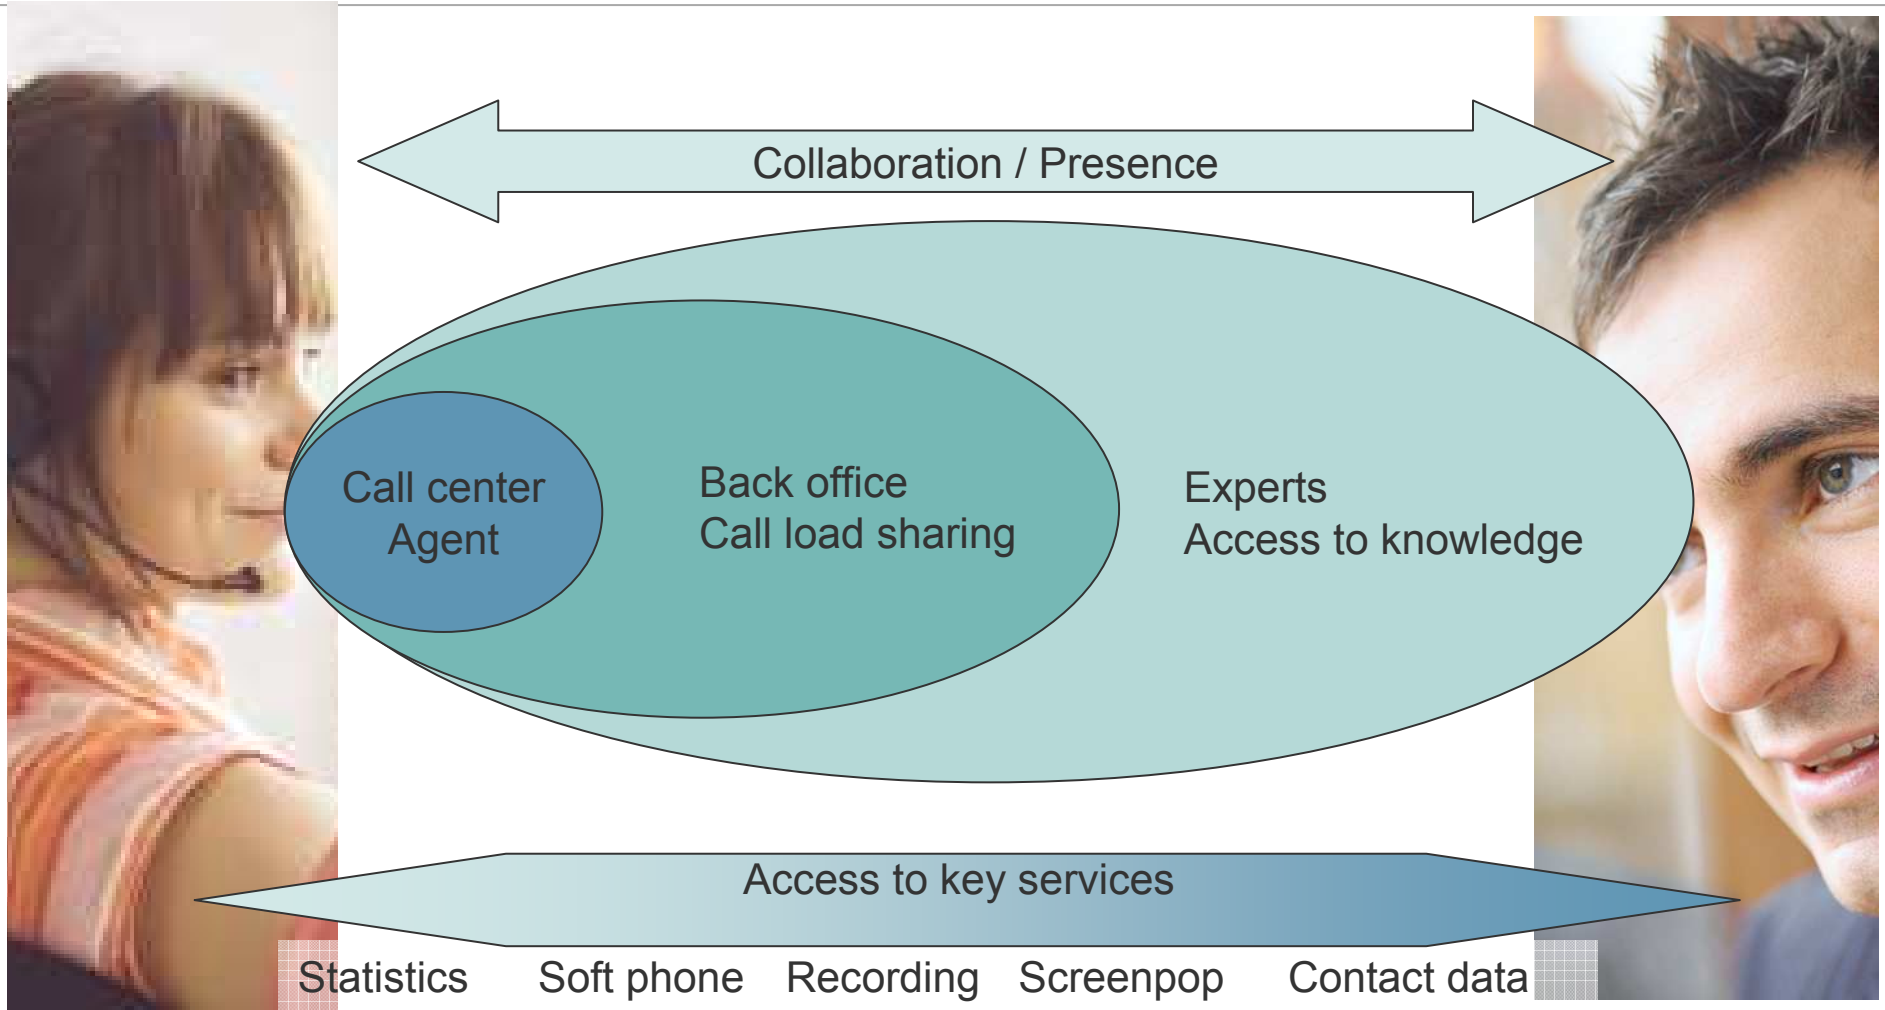 Collaboration / Presence
Call center
Agent
Back office
Call load sharing
Experts
Access to knowledge
Access to key services
Statistics Soft phone Recording Screenpop Contact data